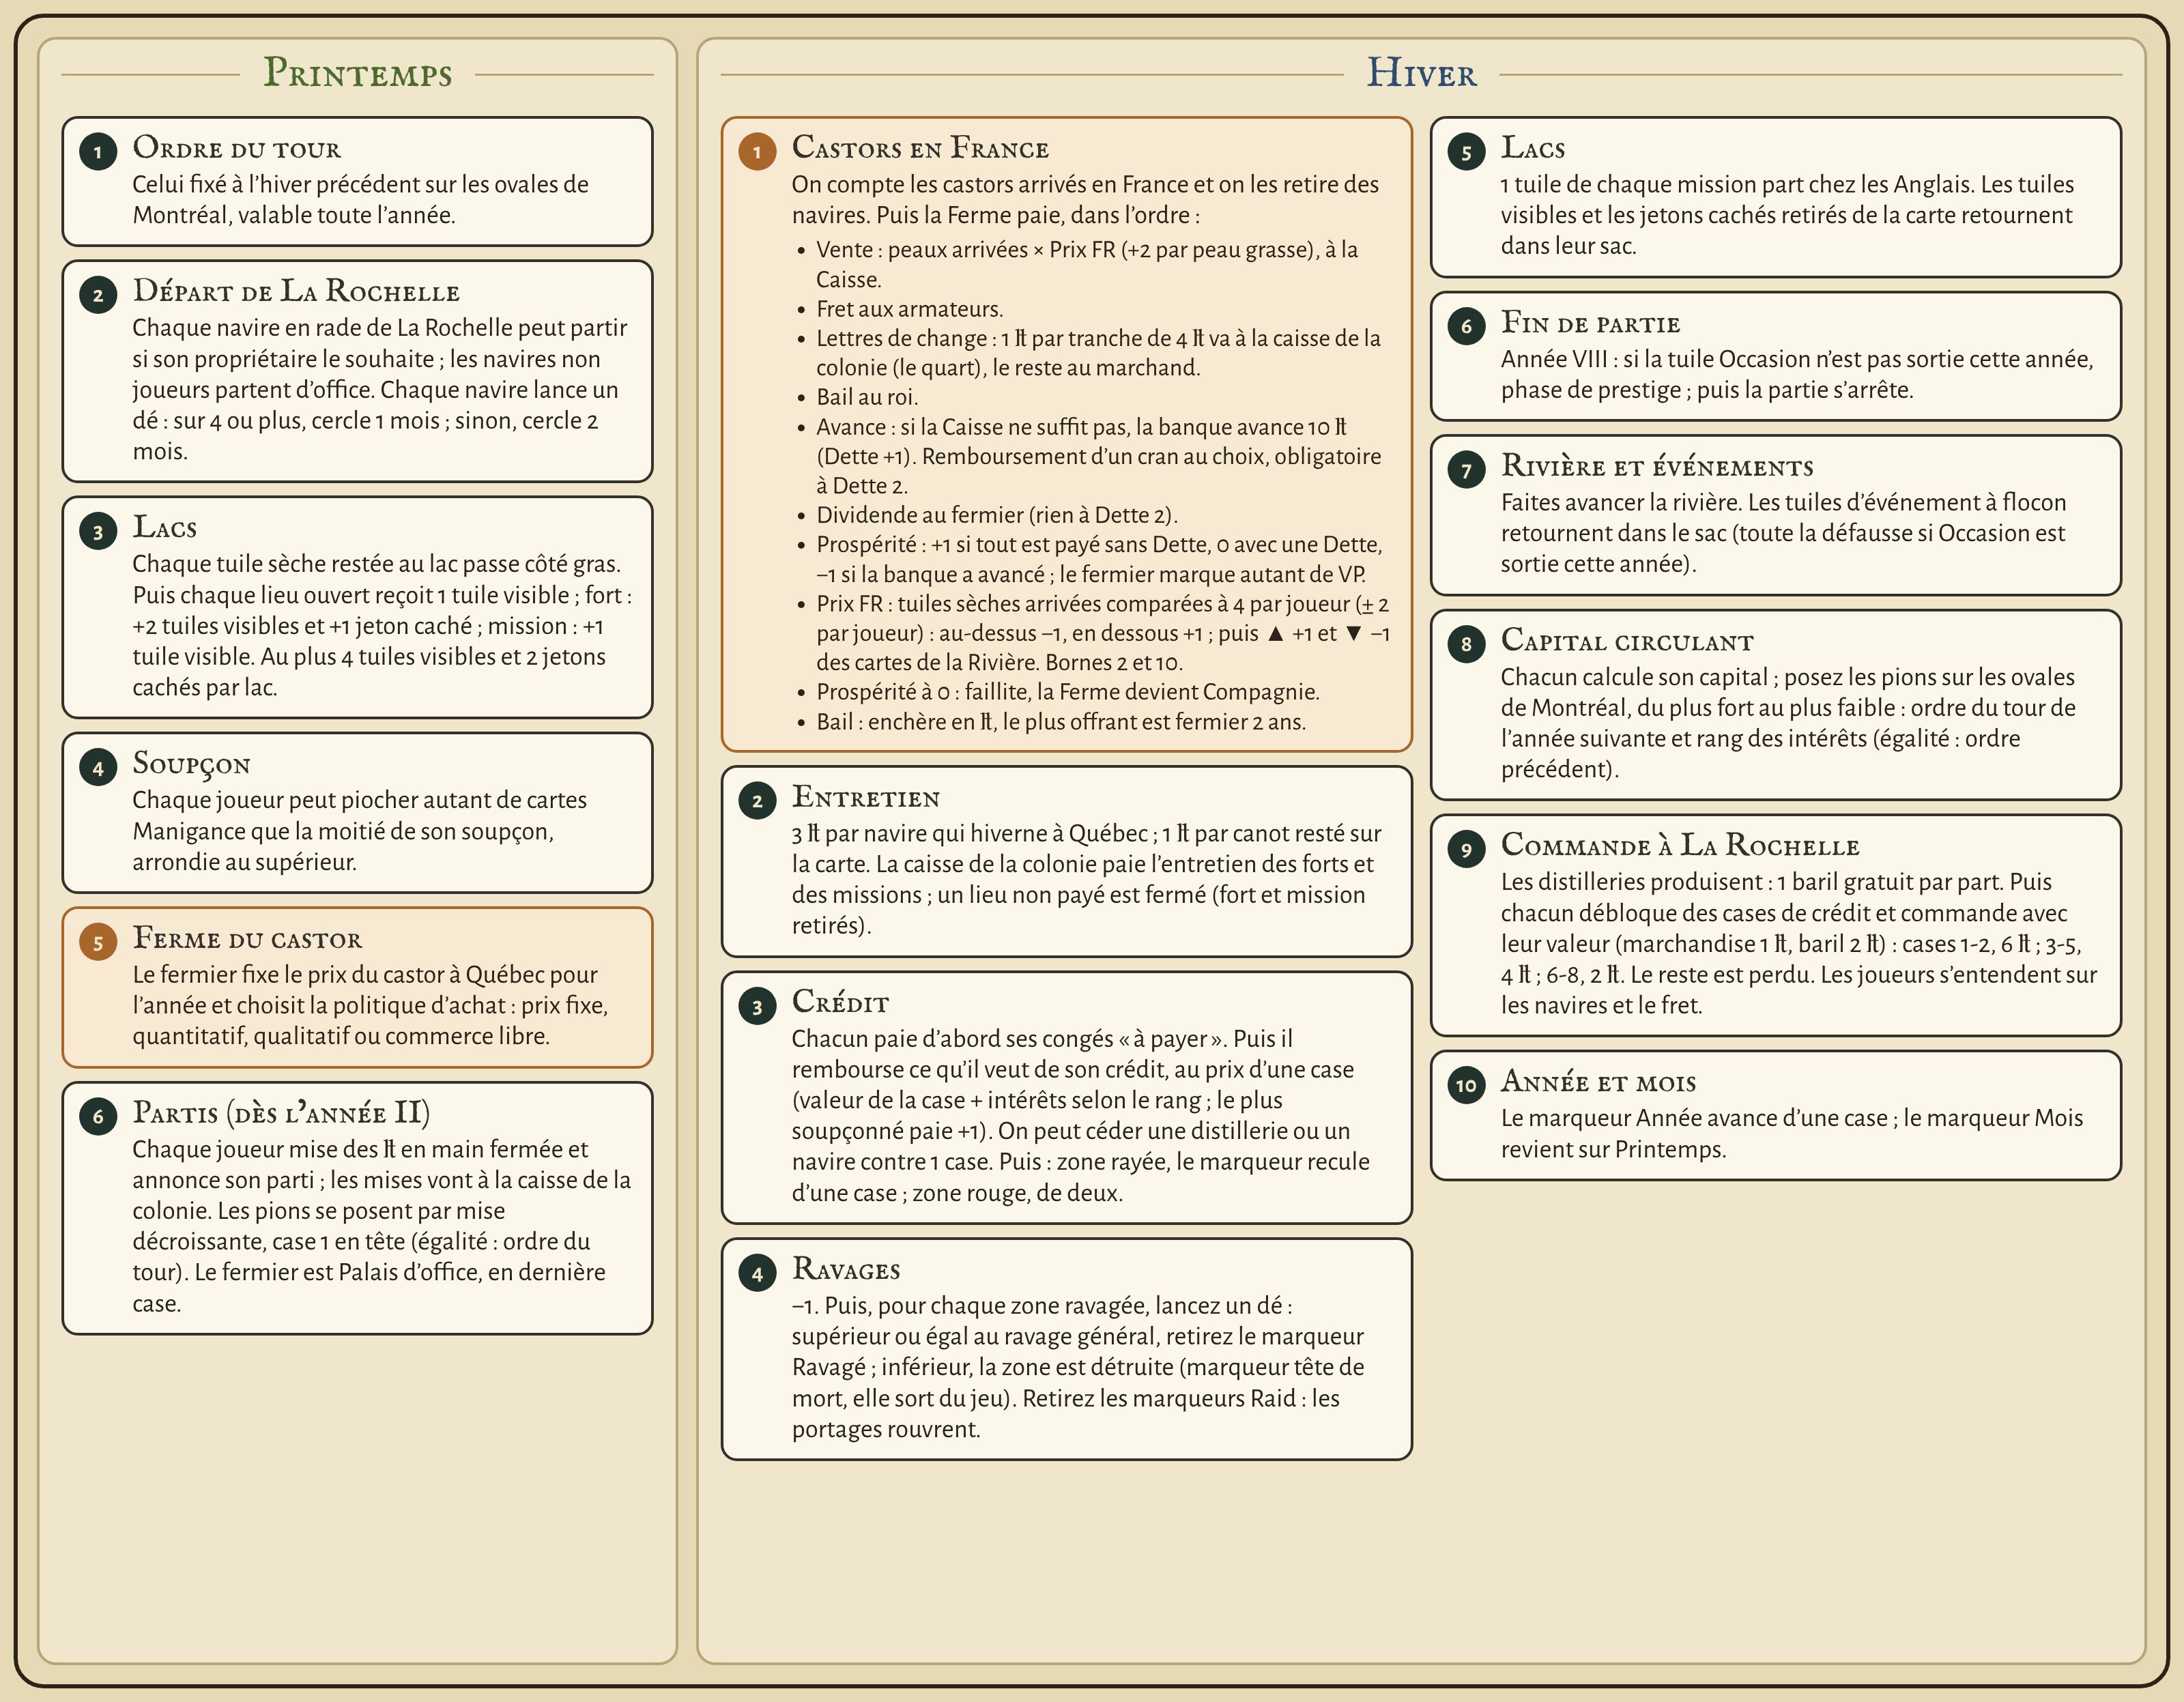 Printemps
1 Ordre du tour
Celui fixé à l’hiver précédent sur les ovales de
Montréal, valable toute l’année.
2 Départ de La Rochelle
Chaque navire en rade de La Rochelle peut partir
si son propriétaire le souhaite ; les navires non
joueurs partent d’office. Chaque navire lance un
dé : sur 4 ou plus, cercle 1 mois ; sinon, cercle 2
mois.
3 Lacs
Chaque tuile sèche restée au lac passe côté gras.
Puis chaque lieu ouvert reçoit 1 tuile visible ; fort :
+2 tuiles visibles et +1 jeton caché ; mission : +1
tuile visible. Au plus 4 tuiles visibles et 2 jetons
cachés par lac.
4 Soupçon
Chaque joueur peut piocher autant de cartes
Manigance que la moitié de son soupçon,
arrondie au supérieur.
5 Ferme du castor
Le fermier fixe le prix du castor à Québec pour
l’année et choisit la politique d’achat : prix fixe,
quantitatif, qualitatif ou commerce libre.
6 Partis (dès l’année II)
Chaque joueur mise des ₶ en main fermée et
annonce son parti ; les mises vont à la caisse de la
colonie. Les pions se posent par mise
décroissante, case 1 en tête (égalité : ordre du
tour). Le fermier est Palais d’office, en dernière
case.
Hiver
1 Castors en France
On compte les castors arrivés en France et on les retire des
navires. Puis la Ferme paie, dans l’ordre :
• Vente : peaux arrivées × Prix FR (+2 par peau grasse), à la
Caisse.
• Fret aux armateurs.
• Lettres de change : 1 ₶ par tranche de 4 ₶ va à la caisse de la
colonie (le quart), le reste au marchand.
• Bail au roi.
• Avance : si la Caisse ne suffit pas, la banque avance 10 ₶
(Dette +1). Remboursement d’un cran au choix, obligatoire
à Dette 2.
• Dividende au fermier (rien à Dette 2).
• Prospérité : +1 si tout est payé sans Dette, 0 avec une Dette,
−1 si la banque a avancé ; le fermier marque autant de VP.
• Prix FR : tuiles sèches arrivées comparées à 4 par joueur (± 2
par joueur) : au-dessus −1, en dessous +1 ; puis ▲ +1 et ▼ −1
des cartes de la Rivière. Bornes 2 et 10.
• Prospérité à 0 : faillite, la Ferme devient Compagnie.
• Bail : enchère en ₶, le plus offrant est fermier 2 ans.
2 Entretien
3 ₶ par navire qui hiverne à Québec ; 1 ₶ par canot resté sur
la carte. La caisse de la colonie paie l’entretien des forts et
des missions ; un lieu non payé est fermé (fort et mission
retirés).
3 Crédit
Chacun paie d’abord ses congés « à payer ». Puis il
rembourse ce qu’il veut de son crédit, au prix d’une case
(valeur de la case + intérêts selon le rang ; le plus
soupçonné paie +1). On peut céder une distillerie ou un
navire contre 1 case. Puis : zone rayée, le marqueur recule
d’une case ; zone rouge, de deux.
4 Ravages
−1. Puis, pour chaque zone ravagée, lancez un dé :
supérieur ou égal au ravage général, retirez le marqueur
Ravagé ; inférieur, la zone est détruite (marqueur tête de
mort, elle sort du jeu). Retirez les marqueurs Raid : les
portages rouvrent.
5 Lacs
1 tuile de chaque mission part chez les Anglais. Les tuiles
visibles et les jetons cachés retirés de la carte retournent
dans leur sac.
6 Fin de partie
Année VIII : si la tuile Occasion n’est pas sortie cette année,
phase de prestige ; puis la partie s’arrête.
7 Rivière et événements
Faites avancer la rivière. Les tuiles d’événement à flocon
retournent dans le sac (toute la défausse si Occasion est
sortie cette année).
8 Capital circulant
Chacun calcule son capital ; posez les pions sur les ovales
de Montréal, du plus fort au plus faible : ordre du tour de
l’année suivante et rang des intérêts (égalité : ordre
précédent).
9 Commande à La Rochelle
Les distilleries produisent : 1 baril gratuit par part. Puis
chacun débloque des cases de crédit et commande avec
leur valeur (marchandise 1 ₶, baril 2 ₶) : cases 1-2, 6 ₶ ; 3-5,
4 ₶ ; 6-8, 2 ₶. Le reste est perdu. Les joueurs s’entendent sur
les navires et le fret.
10 Année et mois
Le marqueur Année avance d’une case ; le marqueur Mois
revient sur Printemps.